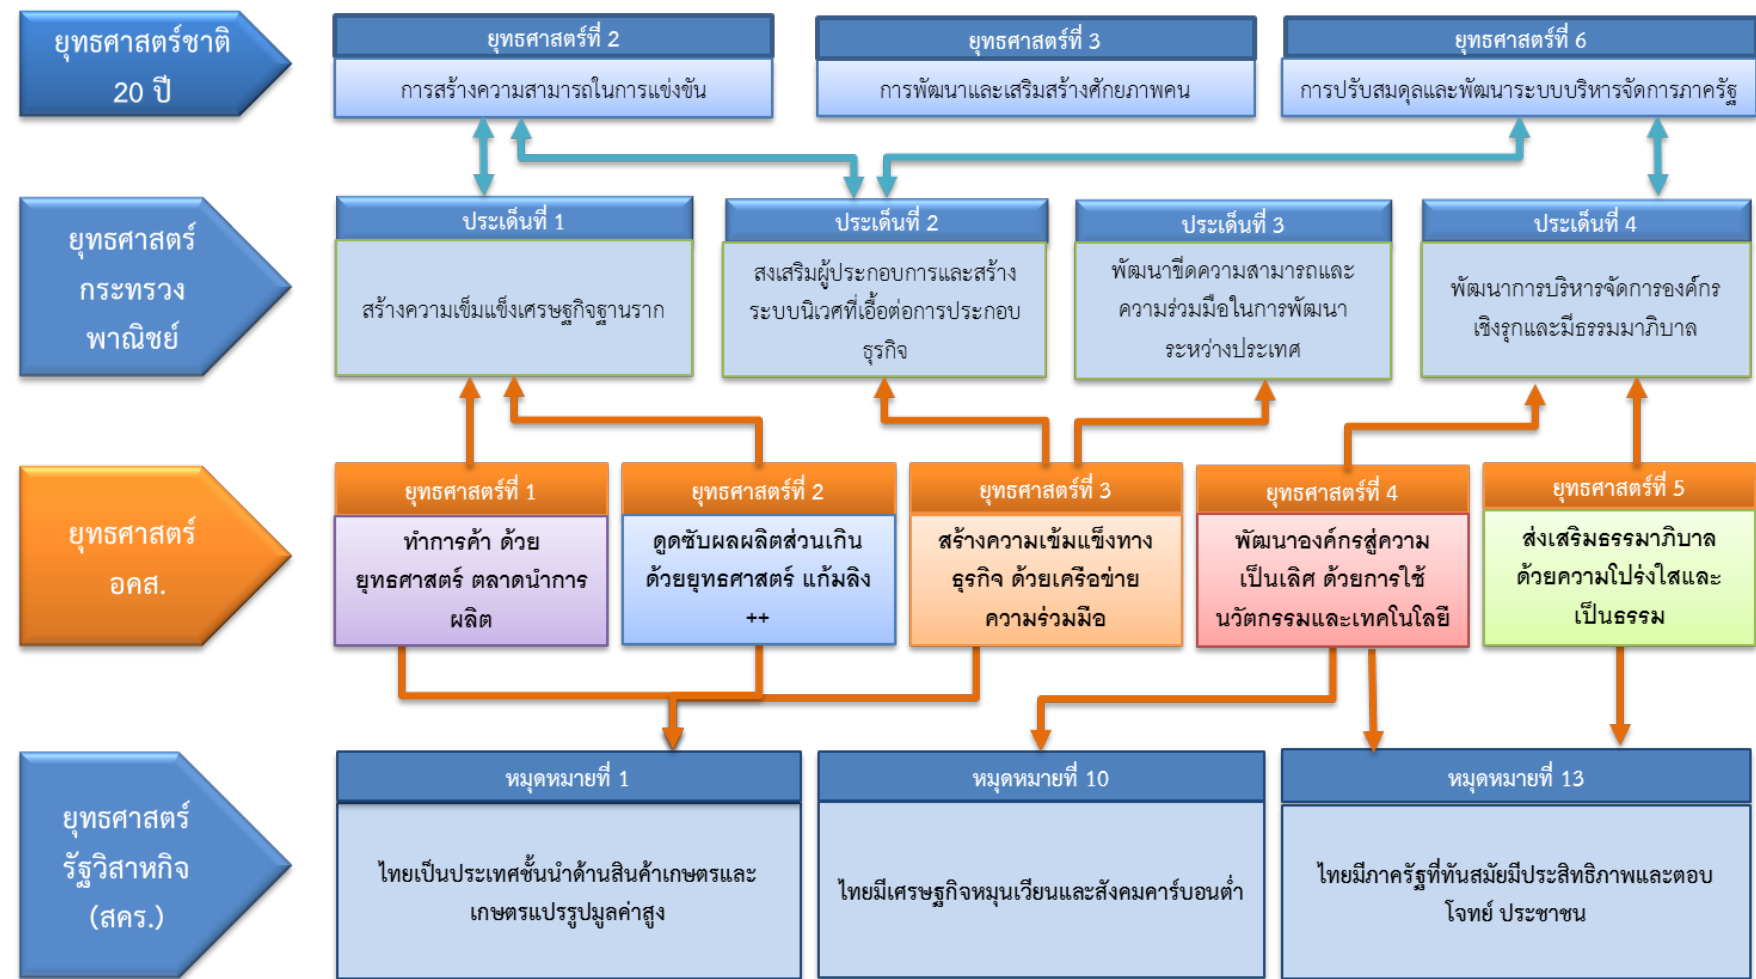 ยุทธศาสตร์ชาติ
20 ปี
ยุทธศาสตร์ที่ 2
การสร้างความสามารถในการแข่งขัน
ยุทธศาสตร์ที่ 3
การพัฒนาและเสริมสร้างศักยภาพคน
ยุทธศาสตร์ที่ 6
การปรับสมดุลและพัฒนาระบบบริหารจัดการภาครัฐ
ยุทธศาสตร์
กระทรวง
พาณิชย์
ประเด็นที่ 1
สร้างความเข็มแข็งเศรษฐกิจฐานราก
ประเด็นที่ 2
สงเสริมผู้ประกอบการและสร้าง
ระบบนิเวศที่เอื้อต่อการประกอบ
ธุรกิจ
ประเด็นที่ 3
พัฒนาขีดความสามารถและ
ความร่วมมือในการพัฒนา
ระหว่างประเทศ
ประเด็นที่ 4
พัฒนาการบริหารจัดการองค์กร
เชิงรุกและมีธรรมมาภิบาล
ยุทธศาสตร์
อคส.
ยุทธศาสตร์ที่ 1
ทำการค้า ด้วย
ยุทธศาสตร์ ตลาดนำการ
ผลิต
ยุทธศาสตร์ที่ 2
ดูดซับผลผลิตส่วนเกิน
ด้วยยุทธศาสตร์ แก้มลิง
++
ยุทธศาสตร์ที่ 3
สร้างความเข้มแข็งทาง
ธุรกิจ ด้วยเครือข่าย
ความร่วมมือ
ยุทธศาสตร์ที่ 4
พัฒนาองค์กรสู่ความ
เป็นเลิศ ด้วยการใช้
นวัตกรรมและเทคโนโลยี
ยุทธศาสตร์ที่ 5
ส่งเสริมธรรมาภิบาล
ด้วยความโปร่งใสและ
เป็นธรรม
ยุทธศาสตร์
รัฐวิสาหกิจ
(สคร.)
หมุดหมายที่ 1
ไทยเป็นประเทศชั้นนำด้านสินค้าเกษตรและ
เกษตรแปรรูปมูลค่าสูง
หมุดหมายที่ 10
ไทยมีเศรษฐกิจหมุนเวียนและสังคมคาร์บอนต่ำ
หมุดหมายที่ 13
ไทยมีภาครัฐที่ทันสมัยมีประสิทธิภาพและตอบ
โจทย์ ประชาชน